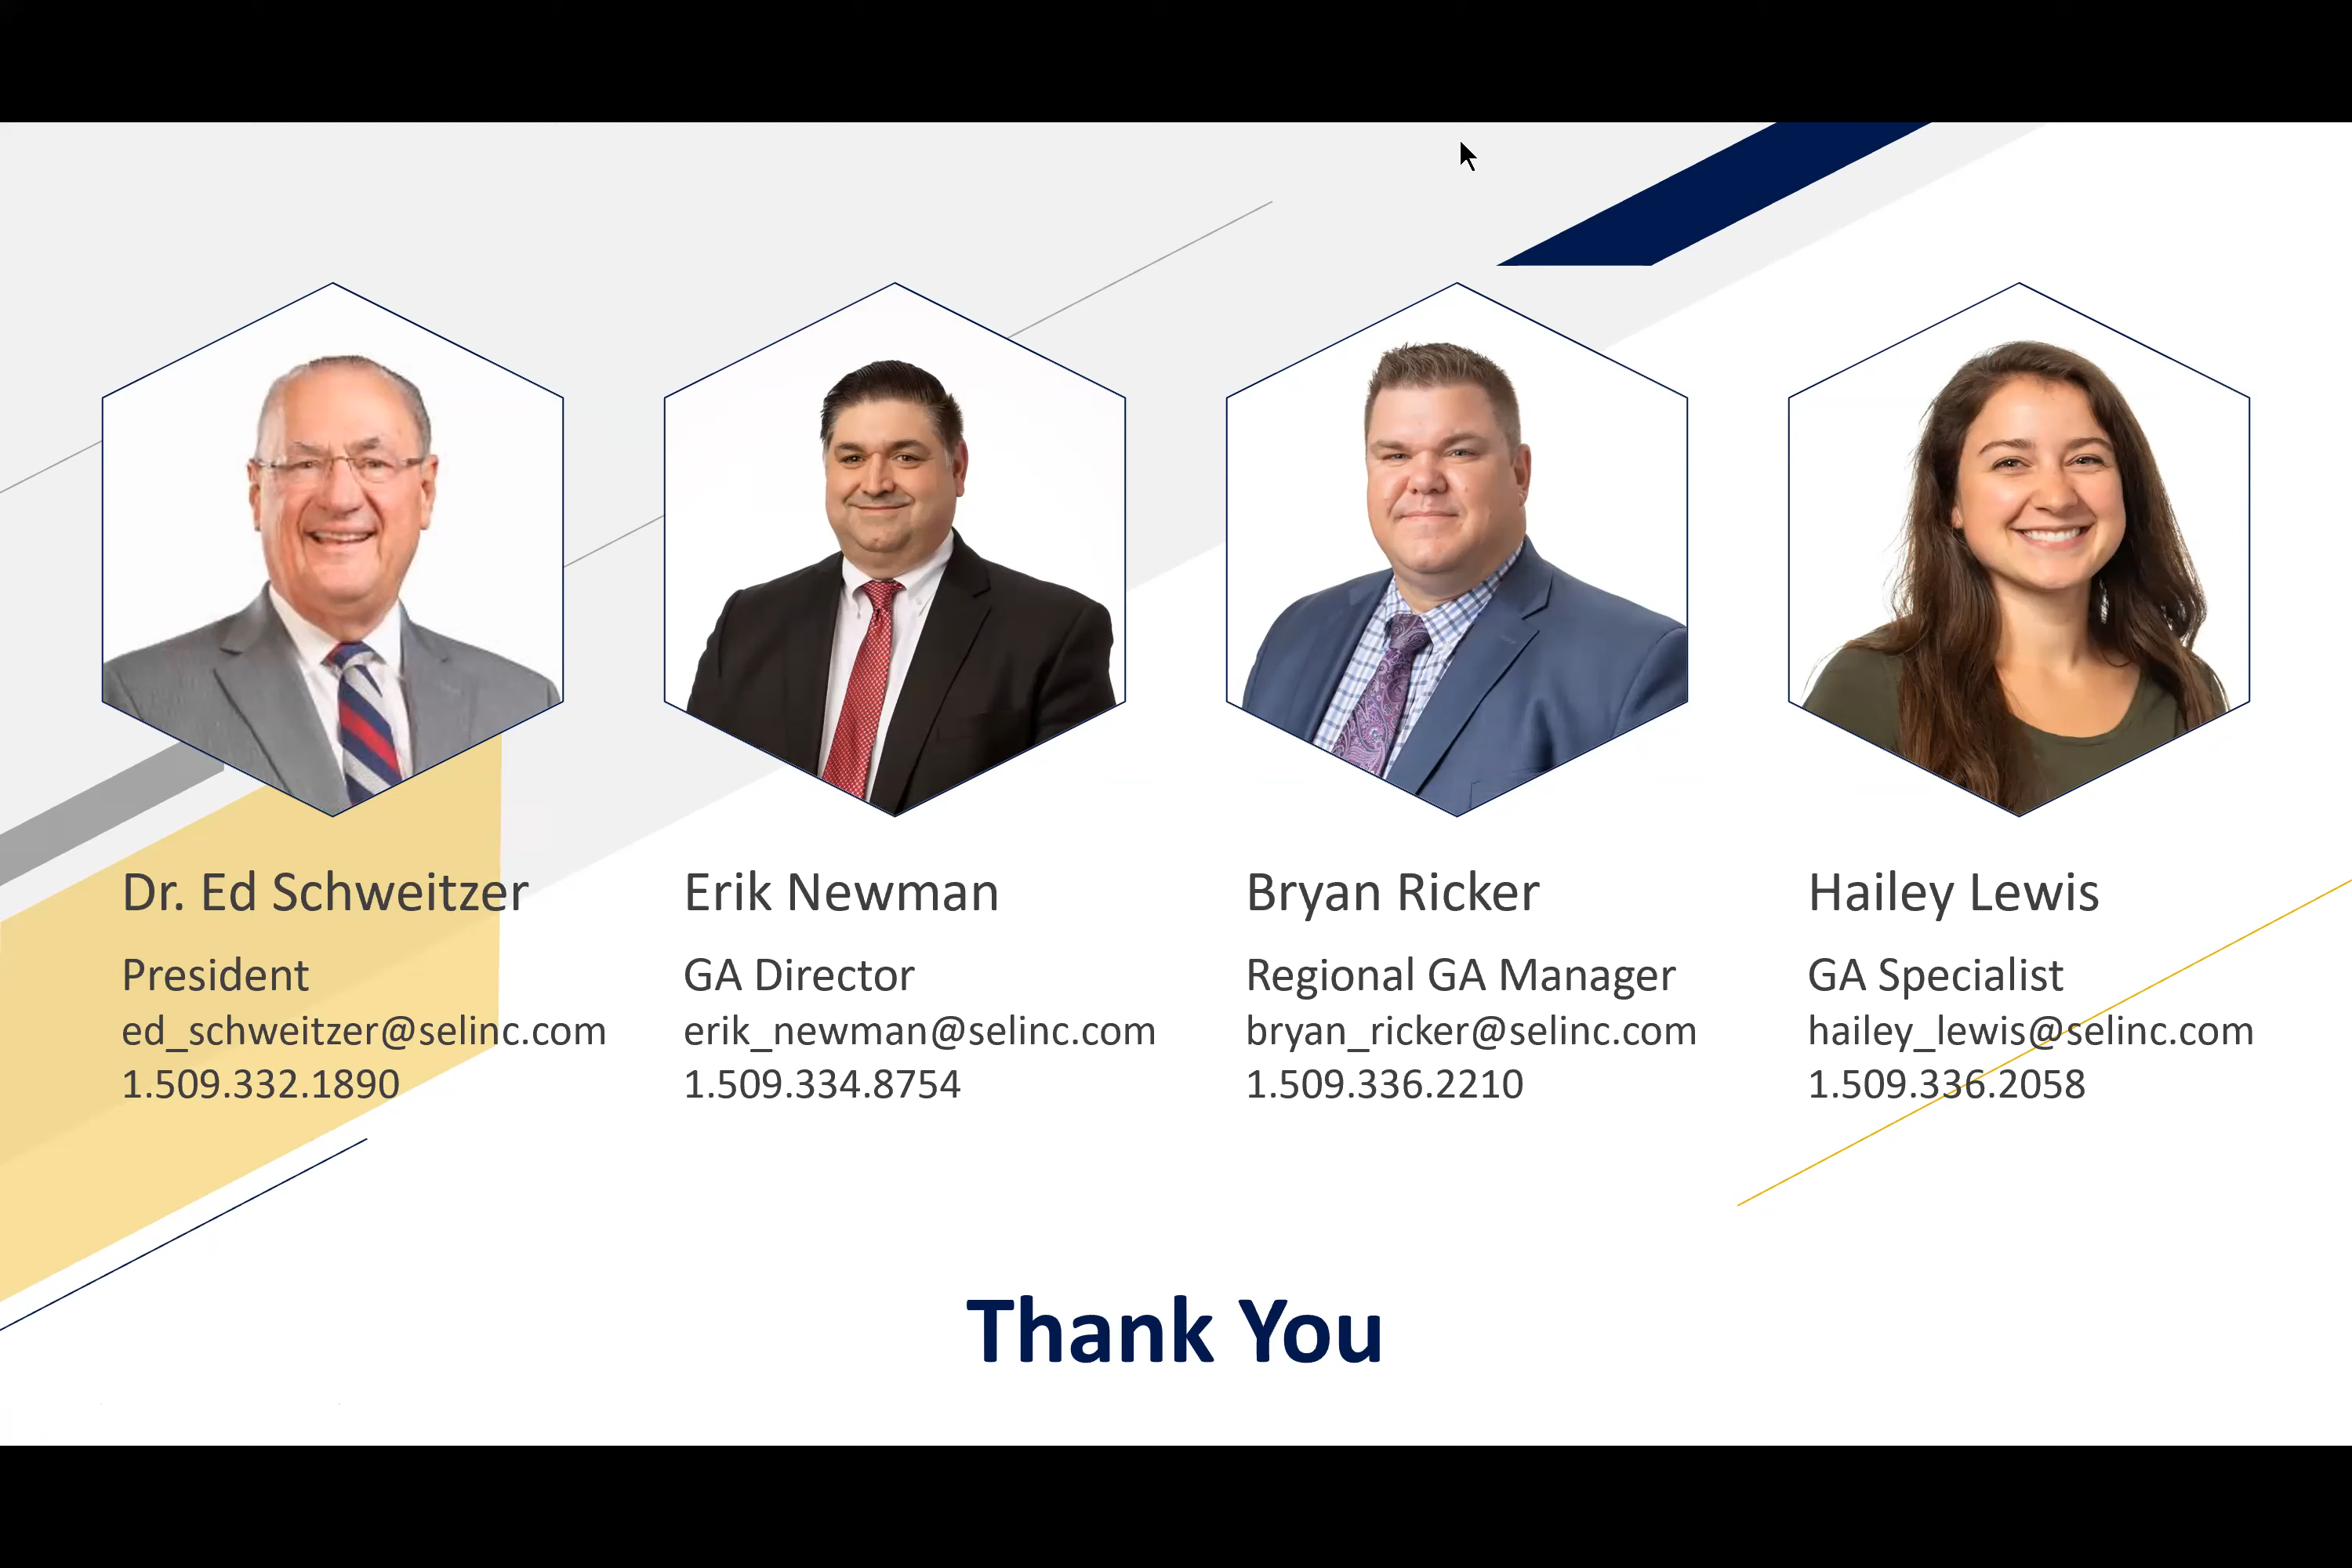 Dr. Ed Schweitzer
President
ed_schweitzer@selinc.com
1.509.332.1890
Erik Newman
GA Director
erik_newman@selinc.com
1.509.334.8754
Bryan Ricker
Regional GA Manager
bryan_ricker@selinc.com
1.509.336.2210
Hailey Lewis
GA Specialist
hailey_lewis@selinc.com
1.509.336.2058
Thank You